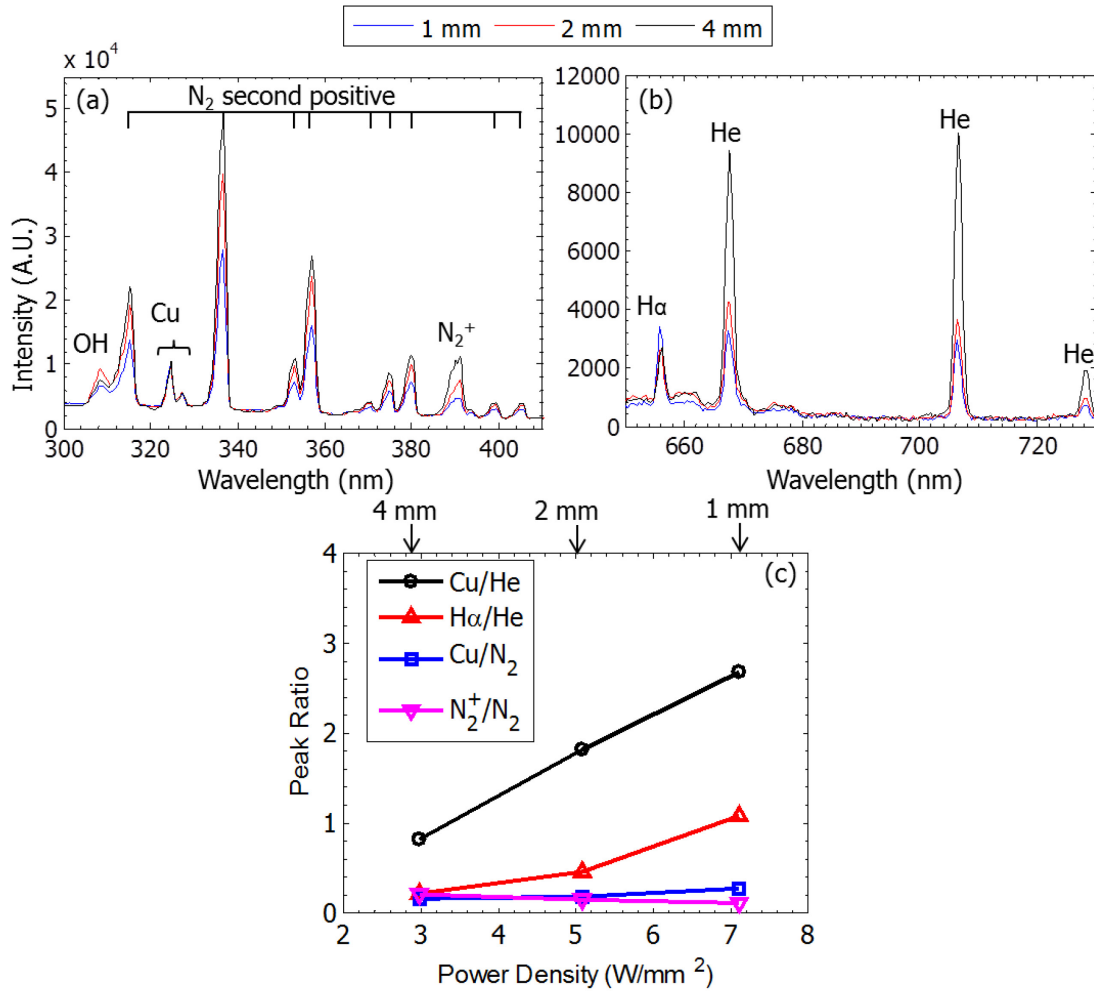 1 mm 2 mm 4 mm
x 10⁴
(a)
N₂ second positive
5
4
3
2
1
0
OH
Cu
N₂⁺
300 320 340 360 380 400
Wavelength (nm)
Intensity (A.U.)
(b)
12000
10000
8000
6000
4000
2000
0
Hα
He
He
He
660 680 700 720
Wavelength (nm)
4 mm 2 mm 1 mm
(c)
Cu/He
Hα/He
Cu/N₂
N₂⁺/N₂
4
3
2
1
0
Peak Ratio
2 3 4 5 6 7 8
Power Density (W/mm ²)